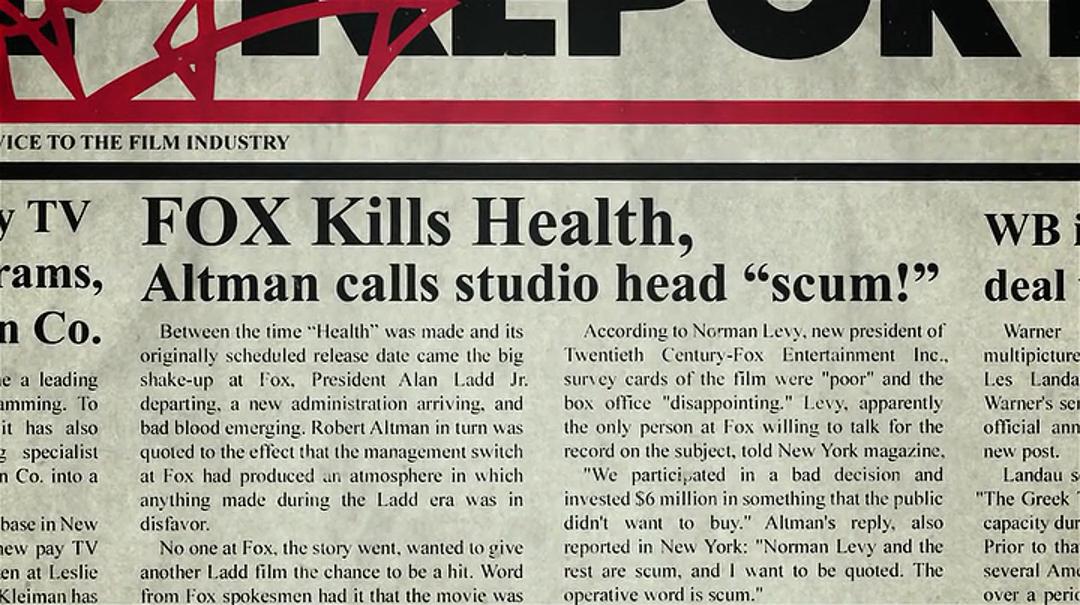 REPORT
VICE TO THE FILM INDUSTRY
y TV
rams,
n Co.
e a leading
amming. To
it has also
g specialist
n Co. into a
base in New
new pay TV
en at Leslie
Kleiman has
FOX Kills Health,
Altman calls studio head “scum!”
Between the time “Health” was made and its
originally scheduled release date came the big
shake-up at Fox, President Alan Ladd Jr.
departing, a new administration arriving, and
bad blood emerging. Robert Altman in turn was
quoted to the effect that the management switch
at Fox had produced an atmosphere in which
anything made during the Ladd era was in
disfavor.
No one at Fox, the story went, wanted to give
another Ladd film the chance to be a hit. Word
from Fox spokesmen had it that the movie was
According to Norman Levy, new president of
Twentieth Century-Fox Entertainment Inc.,
survey cards of the film were "poor" and the
box office "disappointing." Levy, apparently
the only person at Fox willing to talk for the
record on the subject, told New York magazine,
"We participated in a bad decision and
invested $6 million in something that the public
didn't want to buy." Altman's reply, also
reported in New York: "Norman Levy and the
rest are scum, and I want to be quoted. The
operative word is scum."
WB i
deal
Warner
multipicture
Les Landa
Warner's ser
official ann
new post.
Landau s
"The Greek T
capacity dur
Prior to tha
several Ame
over a perio